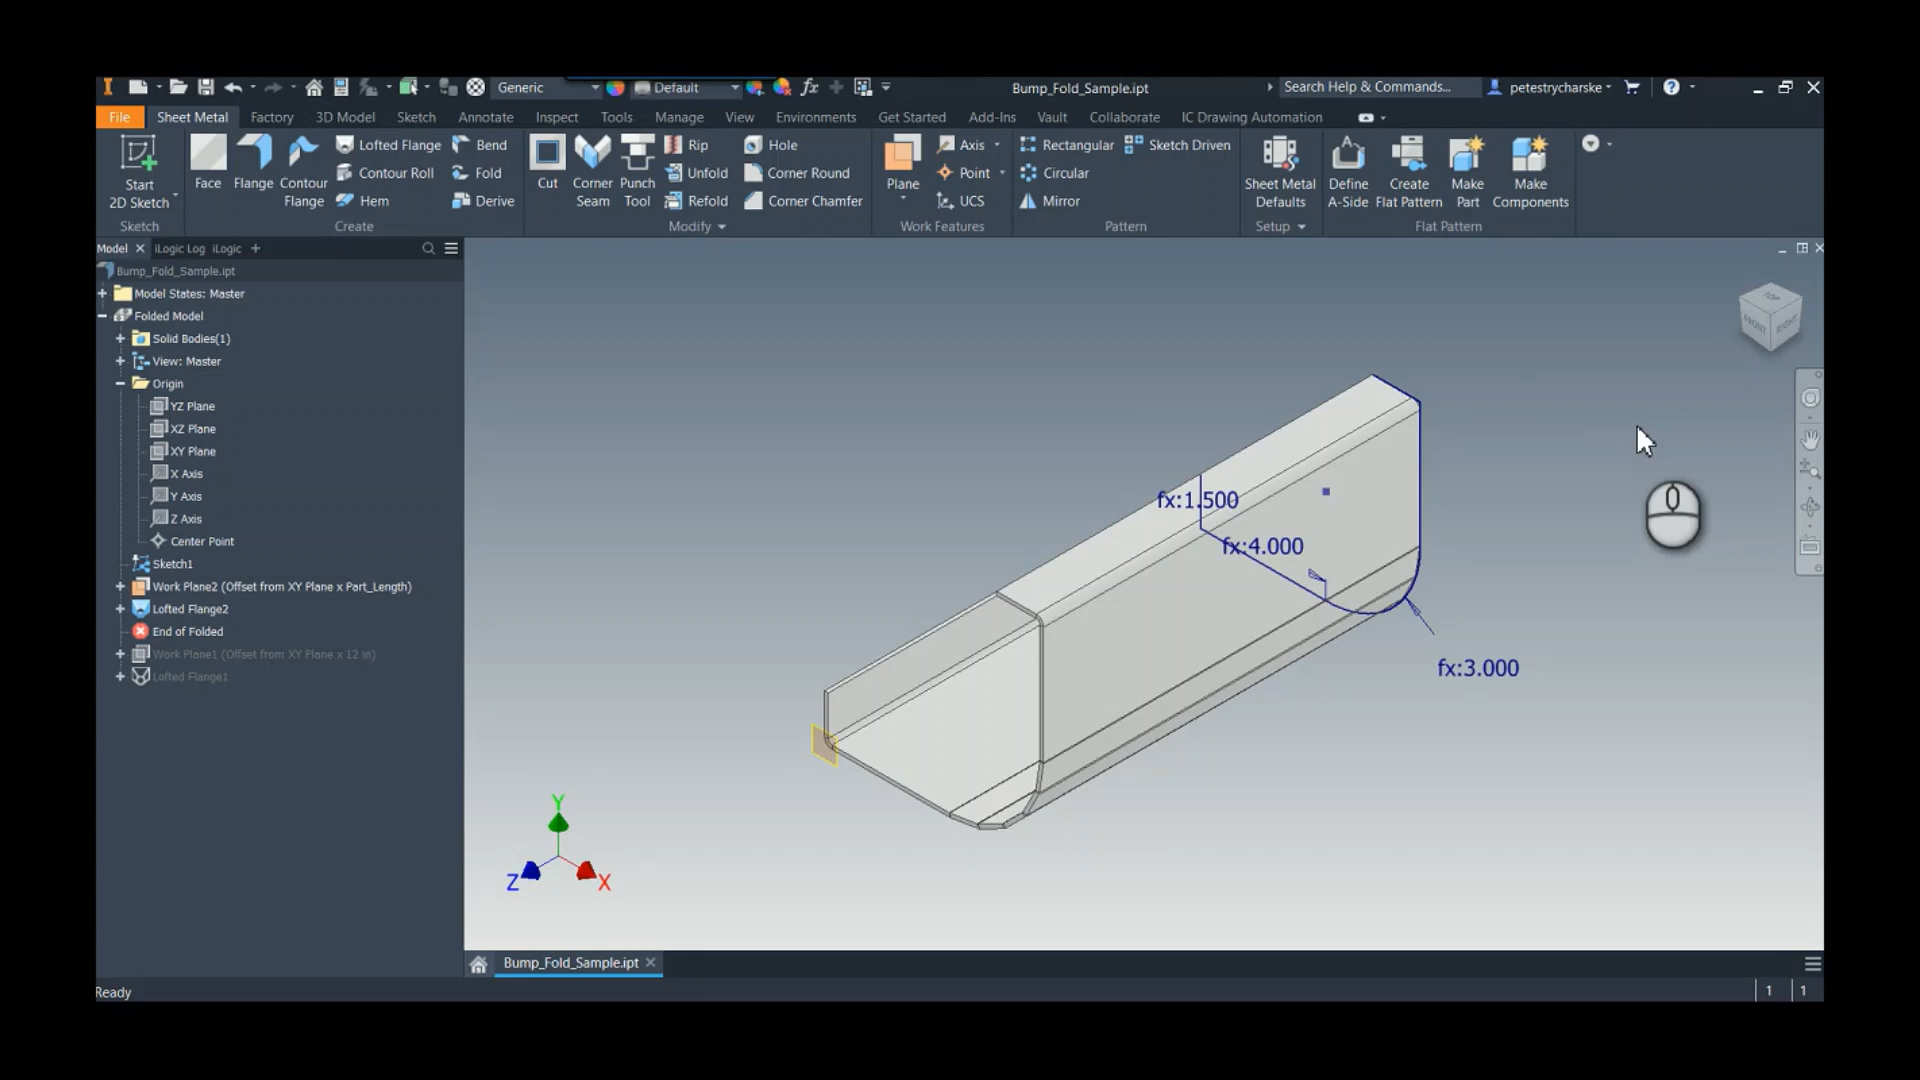 Generic
Default
fx
Bump_Fold_Sample.ipt
Search Help & Commands...
petestrycharske
File
Sheet Metal
Factory
3D Model
Sketch
Annotate
Inspect
Tools
Manage
View
Environments
Get Started
Add-Ins
Vault
Collaborate
IC Drawing Automation
Start
2D Sketch
Face
Flange
Contour
Flange
Lofted Flange
Contour Roll
Hem
Bend
Fold
Derive
Cut
Corner
Seam
Punch
Tool
Rip
Unfold
Refold
Hole
Corner Round
Corner Chamfer
Plane
Axis
Point
UCS
Rectangular
Circular
Mirror
Sketch Driven
Sheet Metal
Defaults
Define
A-Side
Create
Flat Pattern
Make
Part
Make
Components
Sketch
Create
Modify
Work Features
Pattern
Setup
Flat Pattern
Model
iLogic Log
iLogic
Bump_Fold_Sample.ipt
Model States: Master
Folded Model
Solid Bodies(1)
View: Master
Origin
YZ Plane
XZ Plane
XY Plane
X Axis
Y Axis
Z Axis
Center Point
Sketch1
Work Plane2 (Offset from XY Plane x Part_Length)
Lofted Flange2
End of Folded
Work Plane1 (Offset from XY Plane x 12 in)
Lofted Flange1
TOP
FRONT
RIGHT
fx:1.500
fx:4.000
fx:3.000
Y
Z
X
Bump_Fold_Sample.ipt
Ready
1
1